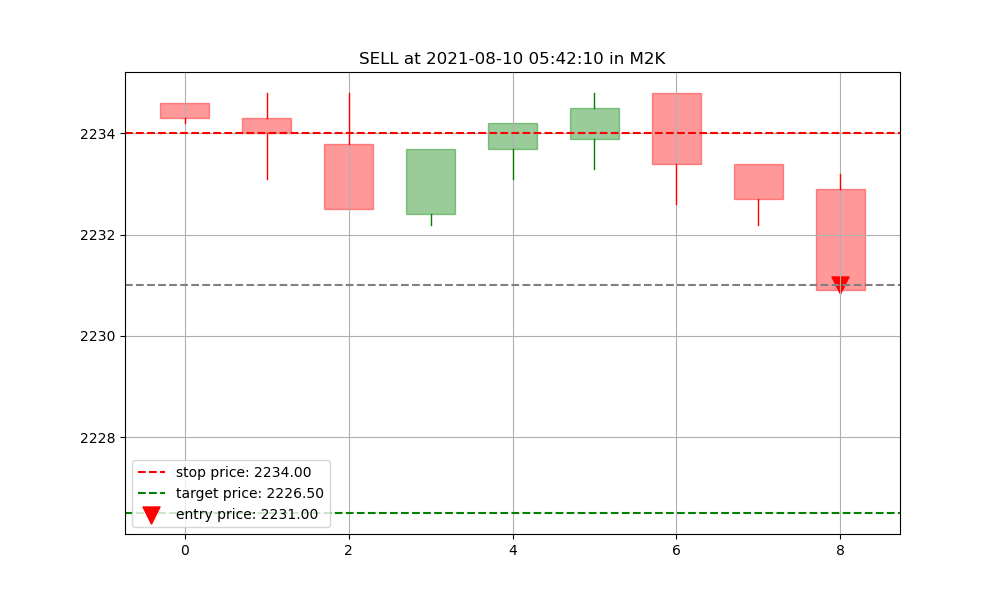 SELL at 2021-08-10 05:42:10 in M2K
2234
2232
2230
2228
stop price: 2234.00
target price: 2226.50
entry price: 2231.00
0 2 4 6 8